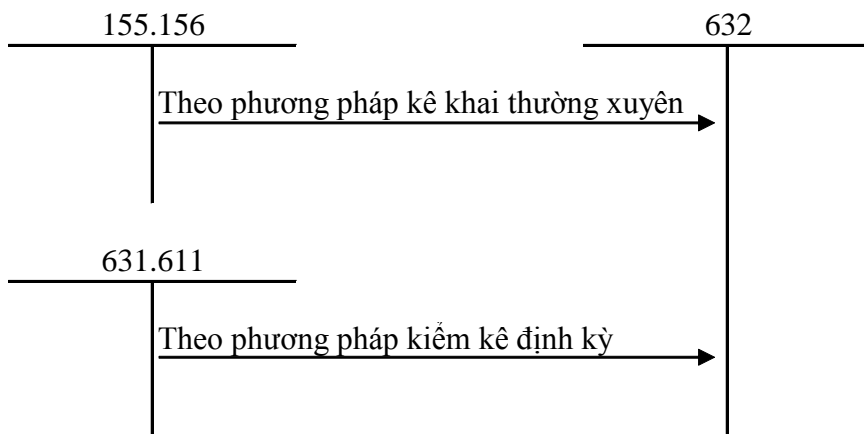 155.156
632
Theo phương pháp kê khai thường xuyên
631.611
Theo phương pháp kiểm kê định kỳ